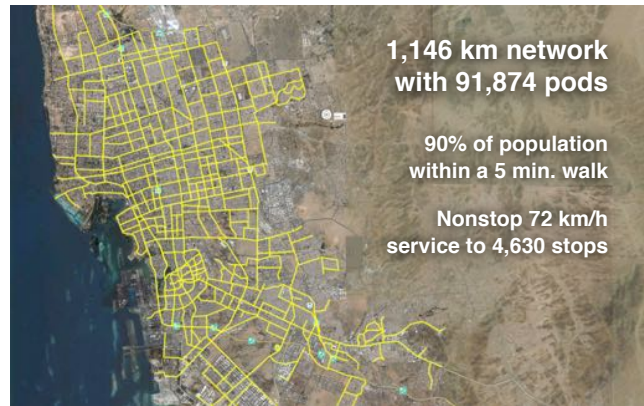 1,146 km network
with 91,874 pods
90% of population
within a 5 min. walk
Nonstop 72 km/h
service to 4,630 stops